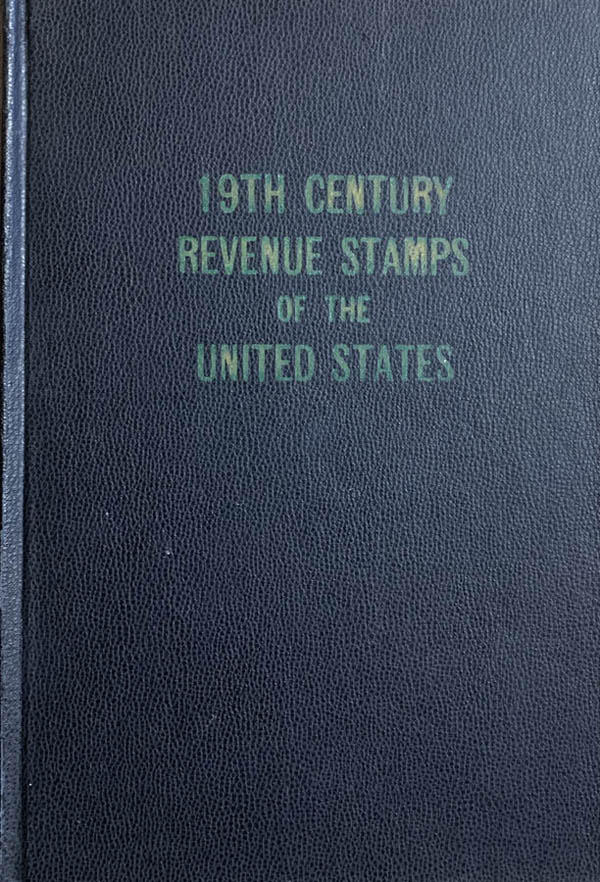 19TH CENTURY
REVENUE STAMPS
OF THE
UNITED STATES